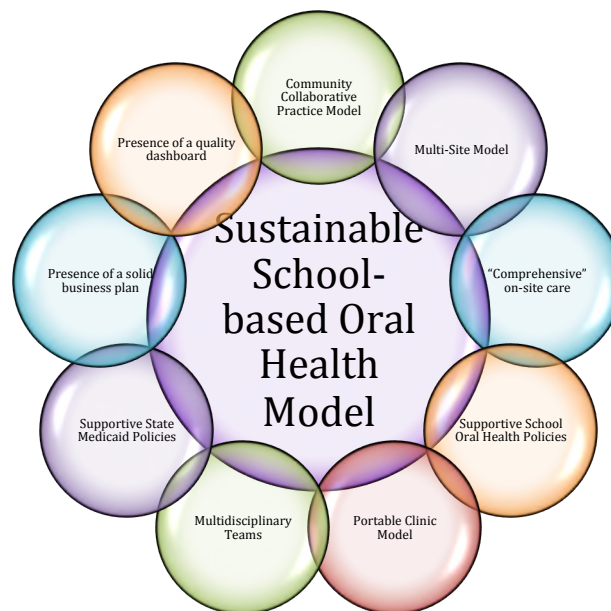 Community
Collaborative
Practice Model
Presence of a quality
dashboard
Multi-Site Model
Sustainable
School-
based Oral
Health
Model
Presence of a solid
business plan
“Comprehensive”
on-site care
Supportive State
Medicaid Policies
Supportive School
Oral Health Policies
Multidisciplinary
Teams
Portable Clinic
Model